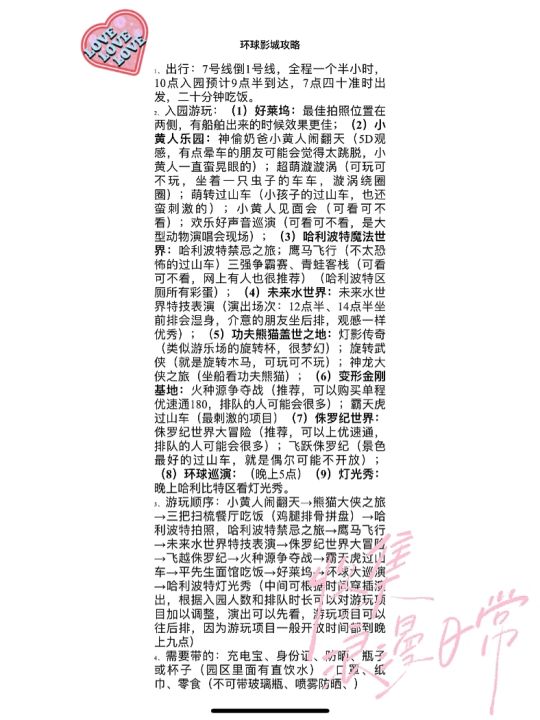 LOVE
LOVE
LOVE
环球影城攻略
1. 出行：7号线倒1号线，全程一个半小时，
10点入园预计9点半到达，7点四十准时出
发，二十分钟吃饭。
2. 入园游玩：（1）好莱坞：最佳拍照位置在
两侧，有船舶出来的时候效果更佳；（2）小
黄人乐园：神偷奶爸小黄人闹翻天（5D观
感，有点晕车的朋友可能会觉得太跳脱，小
黄人一直蛮晃眼的）；超萌漩漩涡（可玩可
不玩，坐着一只虫子的车车，漩涡绕圈
圈）；萌转过山车（小孩子的过山车，也还
蛮刺激的）；小黄人见面会（可看可不
看）；欢乐好声音巡演（可看可不看，是大
型动物演唱会现场）；（3）哈利波特魔法世
界：哈利波特禁忌之旅；鹰马飞行（不太恐
怖的过山车）三强争霸赛、青蛙客栈（可看
可不看，网上有人也很推荐）（哈利波特区
厕所有彩蛋）；（4）未来水世界：未来水世
界特技表演（演出场次：12点半、14点半坐
前排会湿身，介意的朋友坐后排，观感一样
优秀）；（5）功夫熊猫盖世之地：灯影传奇
（类似游乐场的旋转杯，很梦幻）；旋转武
侠（就是旋转木马，可玩可不玩）；神龙大
侠之旅（坐船看功夫熊猫）；（6）变形金刚
基地：火种源争夺战（推荐，可以购买单程
优速通180，排队的人可能会很多）；霸天虎
过山车（最刺激的项目）（7）侏罗纪世界：
侏罗纪世界大冒险（推荐，可以上优速通，
排队的人可能会很多）；飞跃侏罗纪（景色
最好的过山车，就是偶尔可能不开放）；
（8）环球巡演：（晚上5点）（9）灯光秀：
晚上哈利比特区看灯光秀。
3. 游玩顺序：小黄人闹翻天→熊猫大侠之旅
→三把扫梳餐厅吃饭（鸡腿排骨拼盘）→哈
利波特拍照，哈利波特禁忌之旅→鹰马飞行
→未来水世界特技表演→侏罗纪世界大冒险
→飞越侏罗纪→火种源争夺战→霸天虎过山
车→平先生面馆吃饭→好莱坞→环球大巡演
→哈利波特灯光秀（中间可根据时间穿插演
出，根据入园人数和排队时长可以对游玩项
目加以调整，演出可以先看，游玩项目可以
往后排，因为游玩项目一般开放时间都到晚
上九点）
4. 需要带的：充电宝、身份证、防晒、瓶子
或杯子（园区里面有直饮水）、口罩、纸
巾、零食（不可带玻璃瓶、喷雾防晒、）
浪漫日常